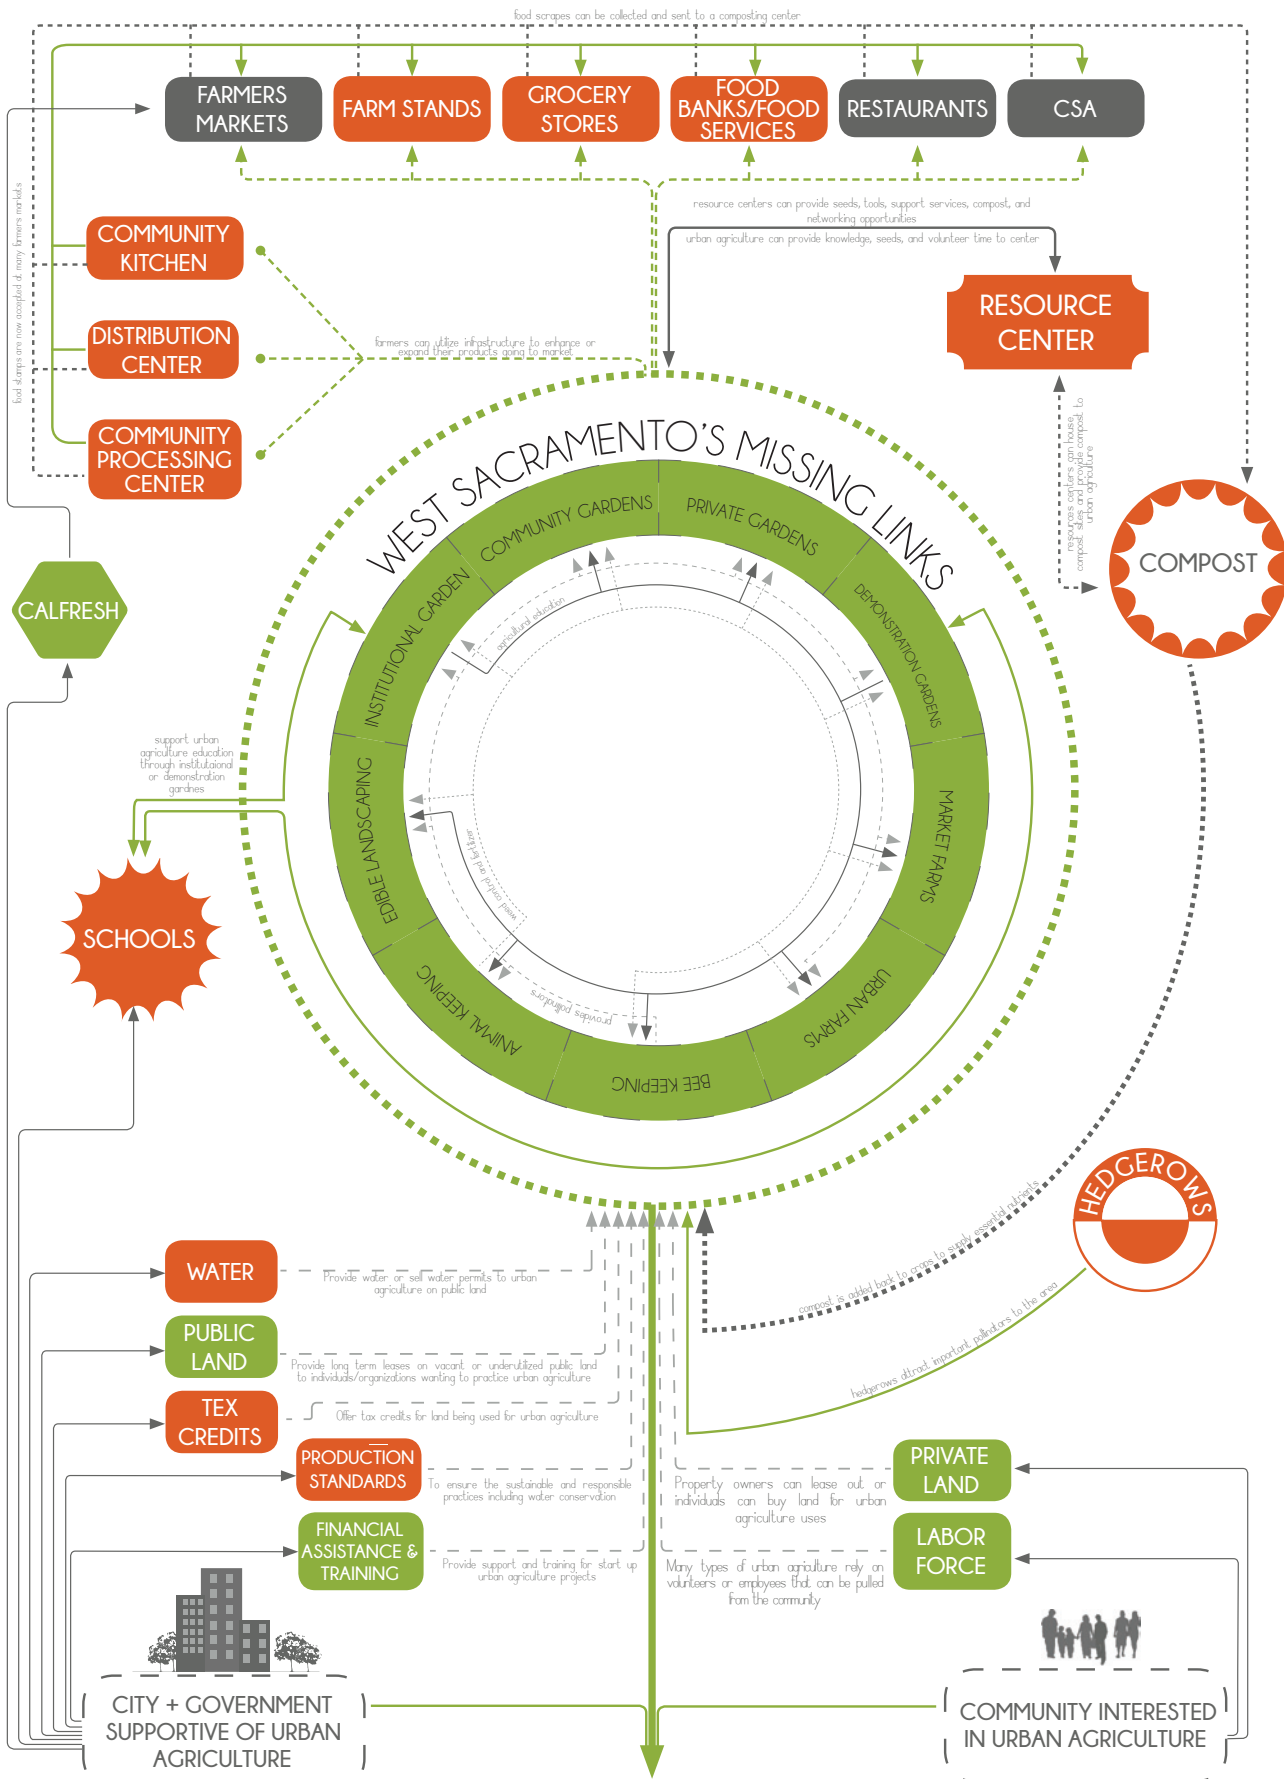 food scrapes can be collected and sent to a composting center
FARMERS
MARKETS
FARM STANDS
GROCERY
STORES
FOOD
BANKS/FOOD
SERVICES
RESTAURANTS
CSA
food stamps are now accepted at many farmers markets
resource centers can provide seeds, tools, support services, compost, and
networking opportunities
urban agriculture can provide knowledge, seeds, and volunteer time to center
COMMUNITY
KITCHEN
DISTRIBUTION
CENTER
COMMUNITY
PROCESSING
CENTER
farmers can utilize infrastructure to enhance or
expand their products going to market
RESOURCE
CENTER
resources centers can house
compost sites and provide compost to
urban agriculture
COMPOST
WEST SACRAMENTO'S MISSING LINKS
COMMUNITY GARDENS
PRIVATE GARDENS
DEMONSTRATION GARDENS
MARKET FARMS
URBAN FARMS
BEE KEEPING
ANIMAL KEEPING
EDIBLE LANDSCAPING
INSTITUTIONAL GARDEN
agricultural education
weed control and fertilizer
provides pollinators
CALFRESH
support urban
agriculture education
through institutaional
or demonstration
gardnes
SCHOOLS
HEDGEROWS
compost is added back to crops to supply essential nutrients
hedgerows attract important pollinators to the area
WATER
Provide water or sell water permits to urban
agriculture on public land
PUBLIC
LAND
Provide long term leases on vacant or underutilized public land
to individuals/organizations wanting to practice urban agriculture
TEX
CREDITS
Offer tax credits for land being used for urban agriculture
PRODUCTION
STANDARDS
To ensure the sustainable and responsible
practices including water conservation
FINANCIAL
ASSISTANCE &
TRAINING
Provide support and training for start up
urban agriculture projects
PRIVATE
LAND
Property owners can lease out or
individuals can buy land for urban
agriculture uses
LABOR
FORCE
Many types of urban agriculture rely on
volunteers or employees that can be pulled
from the community
CITY + GOVERNMENT
SUPPORTIVE OF URBAN
AGRICULTURE
COMMUNITY INTERESTED
IN URBAN AGRICULTURE